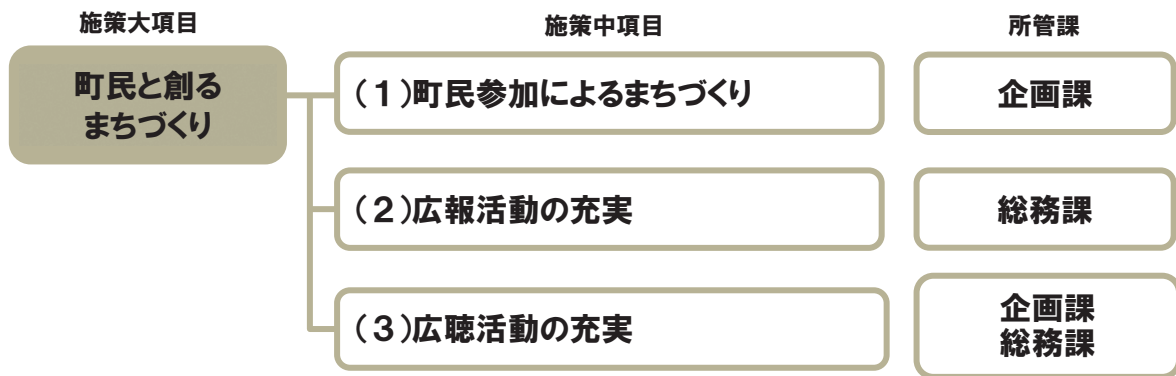 施策大項目
施策中項目
所管課
町民と創る
まちづくり
（1）町民参加によるまちづくり
企画課
（2）広報活動の充実
総務課
（3）広聴活動の充実
企画課
総務課